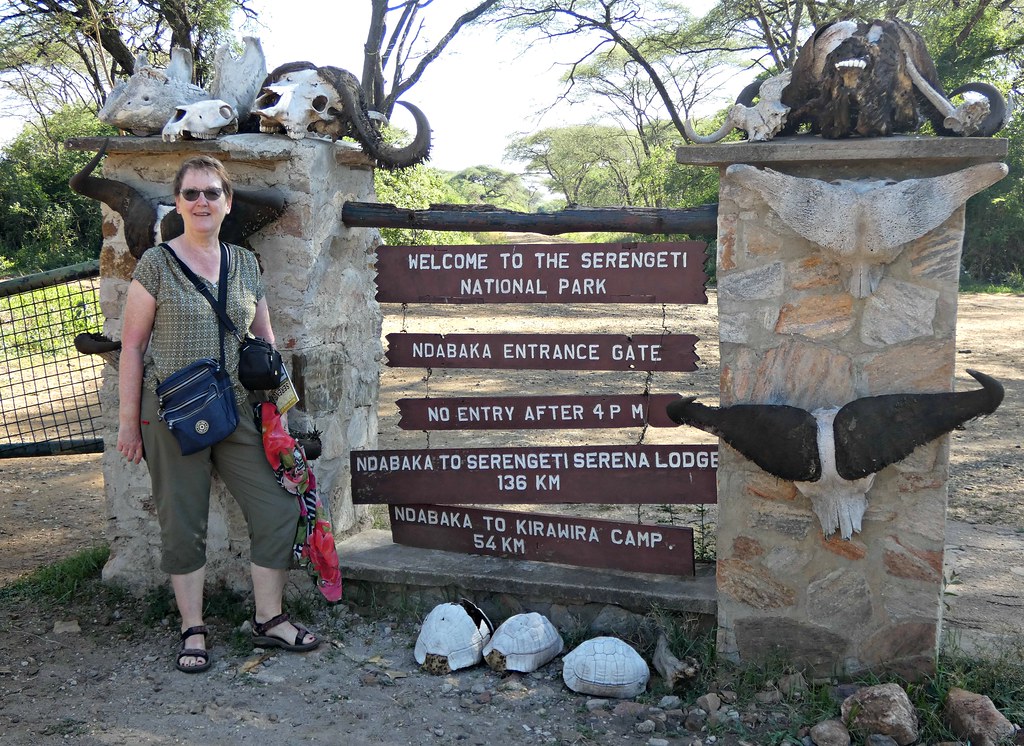 WELCOME TO THE SERENGETI
NATIONAL PARK
NDABAKA ENTRANCE GATE
NO ENTRY AFTER 4 P M
NDABAKA TO SERENGETI SERENA LODGE
136 KM
NDABAKA TO KIRAWIRA CAMP.
54 KM